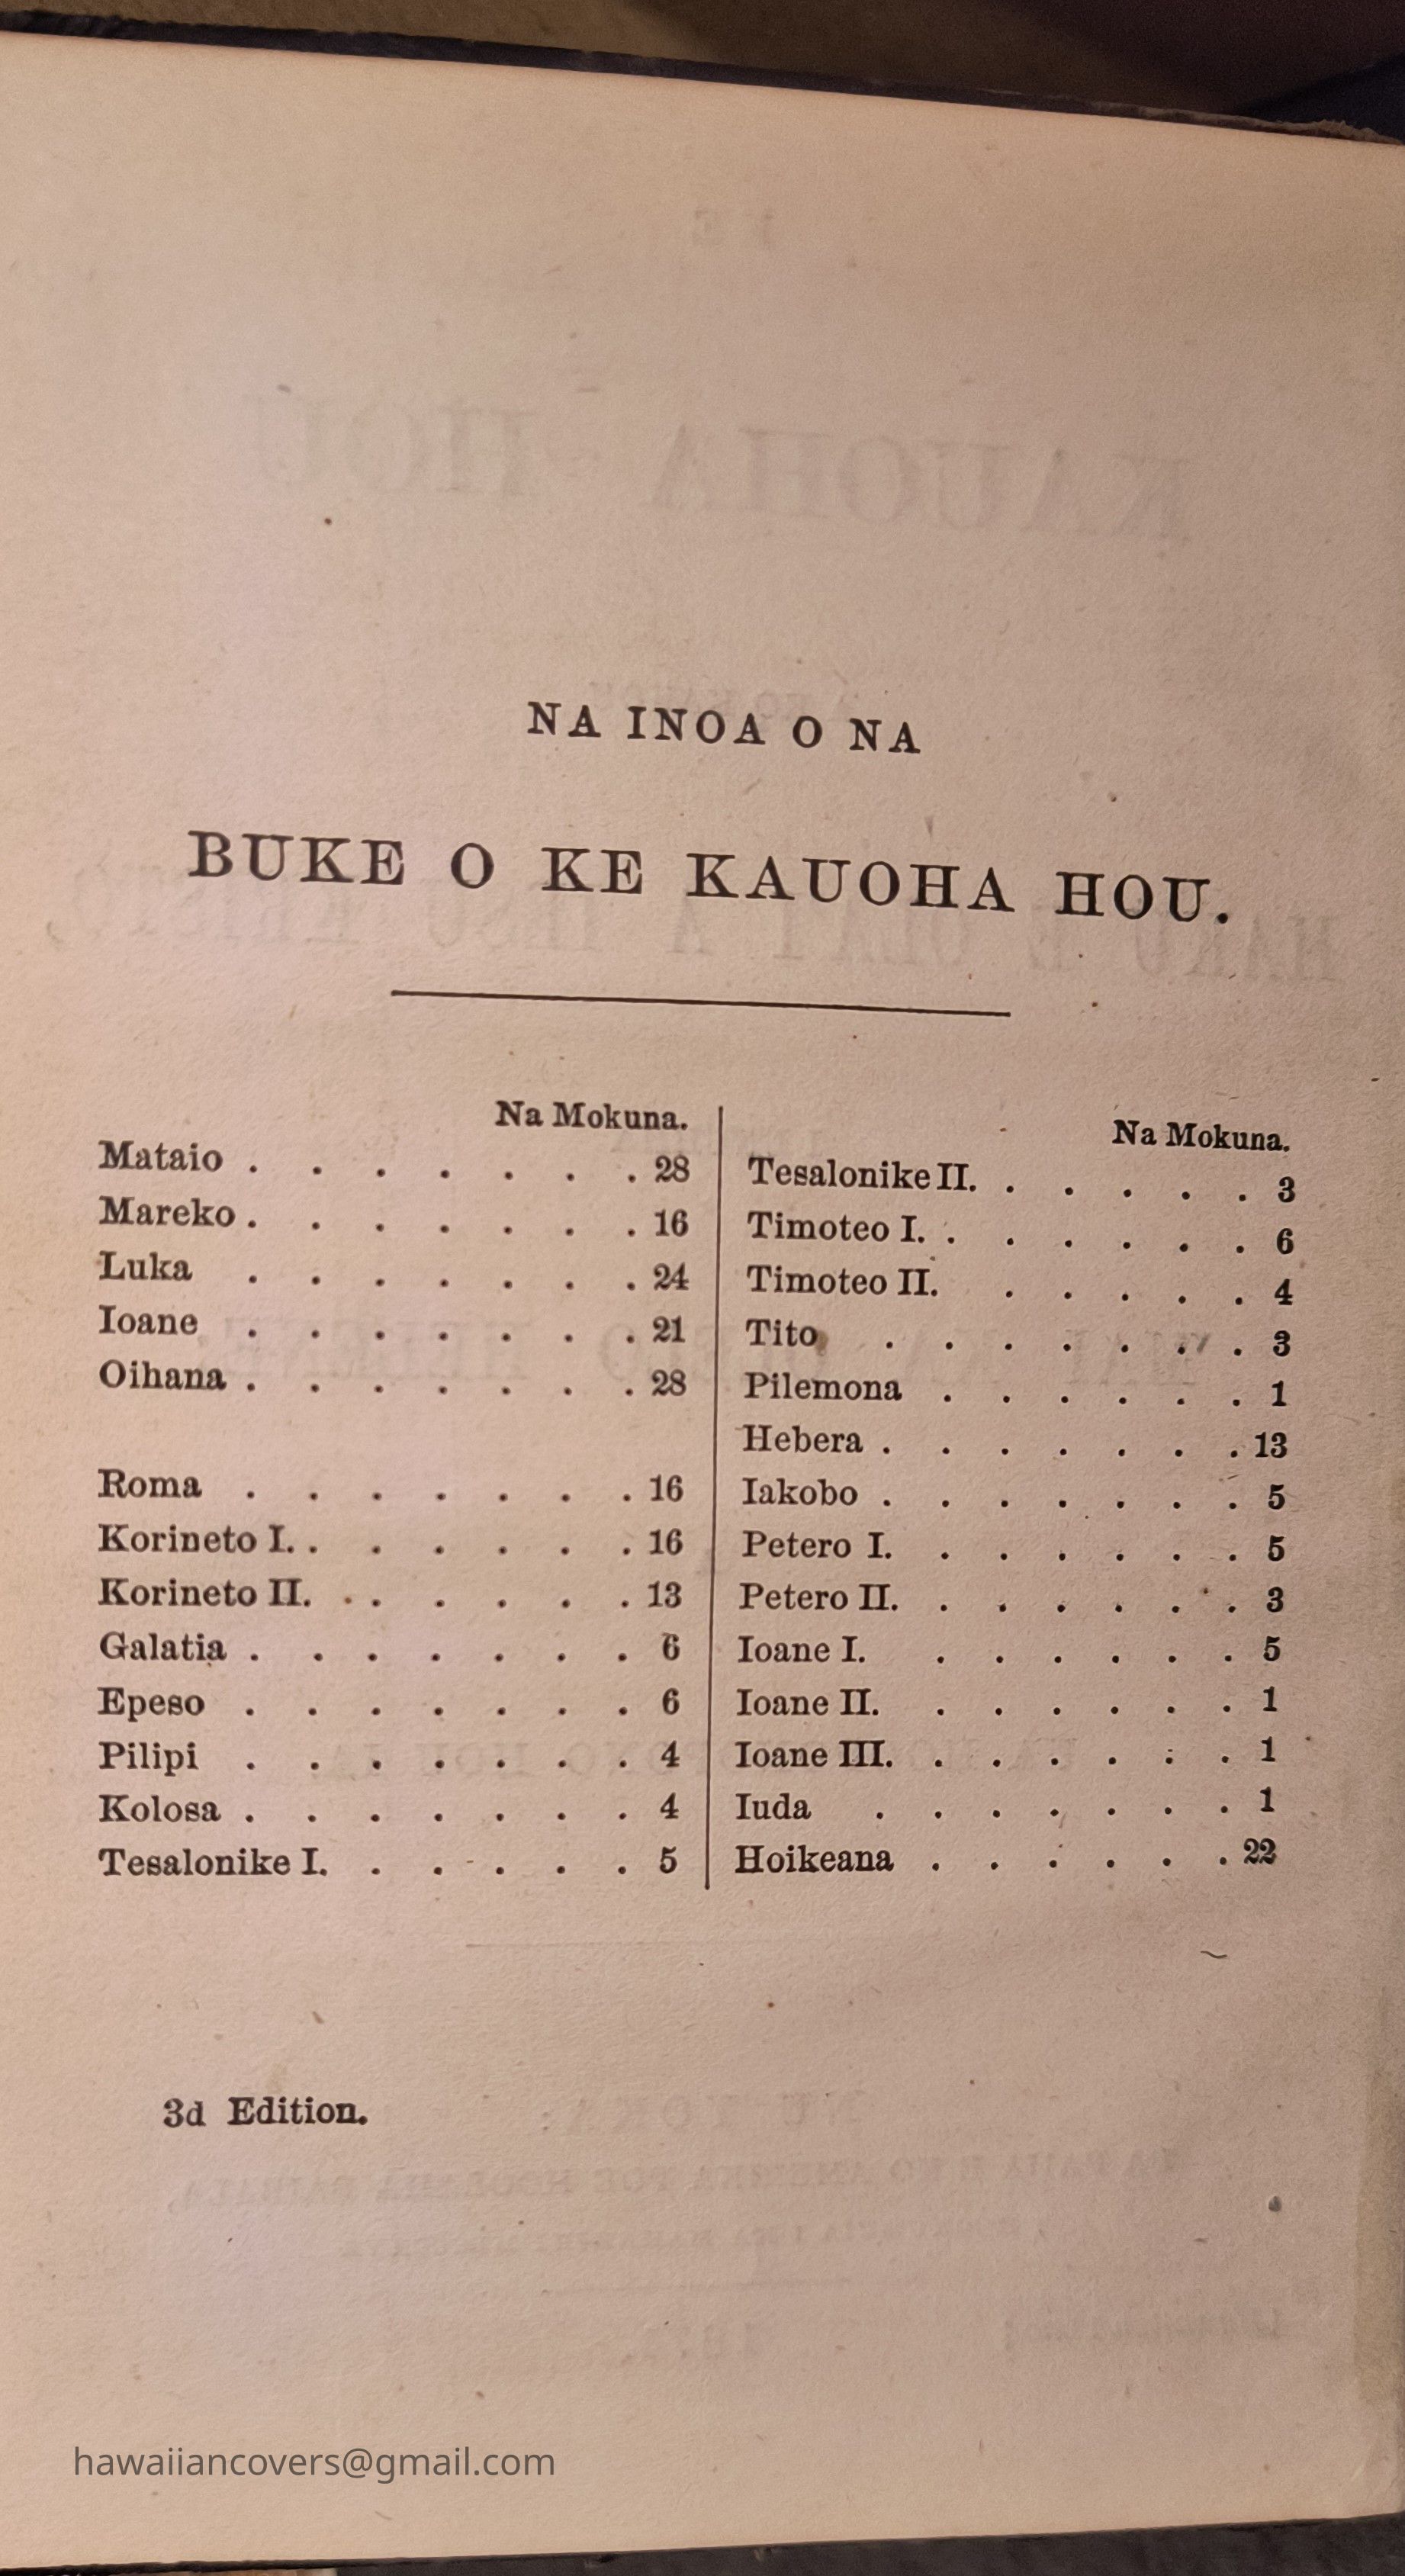 NA INOA O NA
BUKE O KE KAUOHA HOU.
Na Mokuna.
Mataio . . . . . . . 28
Mareko . . . . . . . 16
Luka . . . . . . . 24
Ioane . . . . . . . 21
Oihana . . . . . . . 28
Roma . . . . . . . 16
Korineto I. . . . . . . 16
Korineto II. . . . . . . 13
Galatia . . . . . . . 6
Epeso . . . . . . . 6
Pilipi . . . . . . . 4
Kolosa . . . . . . . 4
Tesalonike I. . . . . . 5
Na Mokuna.
Tesalonike II. . . . . . 3
Timoteo I. . . . . . . 6
Timoteo II. . . . . . 4
Tito . . . . . . . 3
Pilemona . . . . . . 1
Hebera . . . . . . . 13
Iakobo . . . . . . . 5
Petero I. . . . . . . 5
Petero II. . . . . . . 3
Ioane I. . . . . . . 5
Ioane II. . . . . . . 1
Ioane III. . . . . . . 1
Iuda . . . . . . . 1
Hoikeana . . . . . . 22
3d Edition.
hawaiiancovers@gmail.com